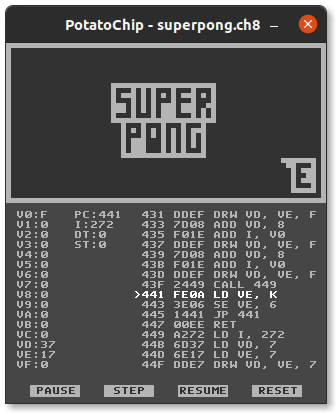 PotatoChip - superpong.ch8
SUPER
PONG
E
V0:F PC:441 431 DDEF DRW VD, VE, F
V1:0 I:272 433 7D08 ADD VD, 8
V2:0 DT:0 435 F01E ADD I, V0
V3:0 ST:0 437 DDEF DRW VD, VE, F
V4:0 439 7D08 ADD VD, 8
V5:0 43B F01E ADD I, V0
V6:0 43D DDEF DRW VD, VE, F
V7:0 43F 2449 CALL 449
V8:0 >441 FE0A LD VE, K
V9:0 443 3E06 SE VE, 6
VA:0 445 1441 JP 441
VB:0 447 00EE RET
VC:0 449 A272 LD I, 272
VD:37 44B 6D37 LD VD, 7
VE:17 44D 6E17 LD VE, 7
VF:0 44F DDE7 DRW VD, VE, 7
PAUSE STEP RESUME RESET